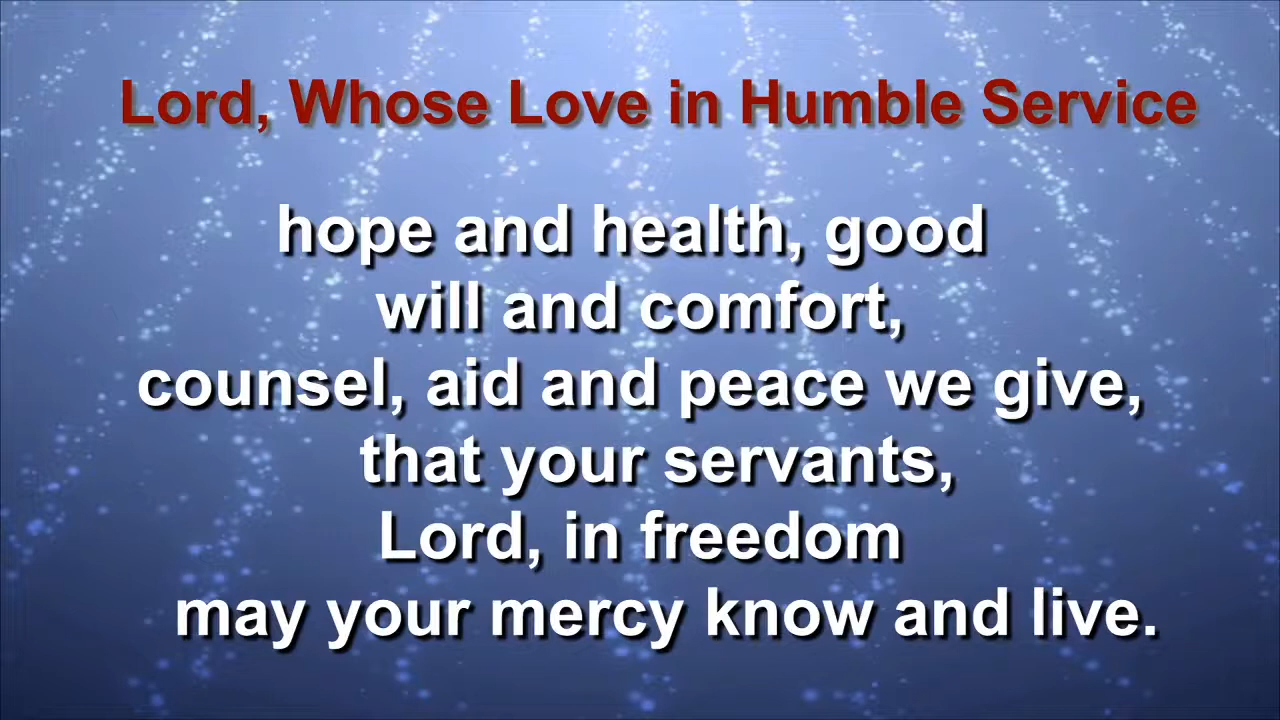 Lord, Whose Love in Humble Service
hope and health, good
will and comfort,
counsel, aid and peace we give,
that your servants,
Lord, in freedom
may your mercy know and live.